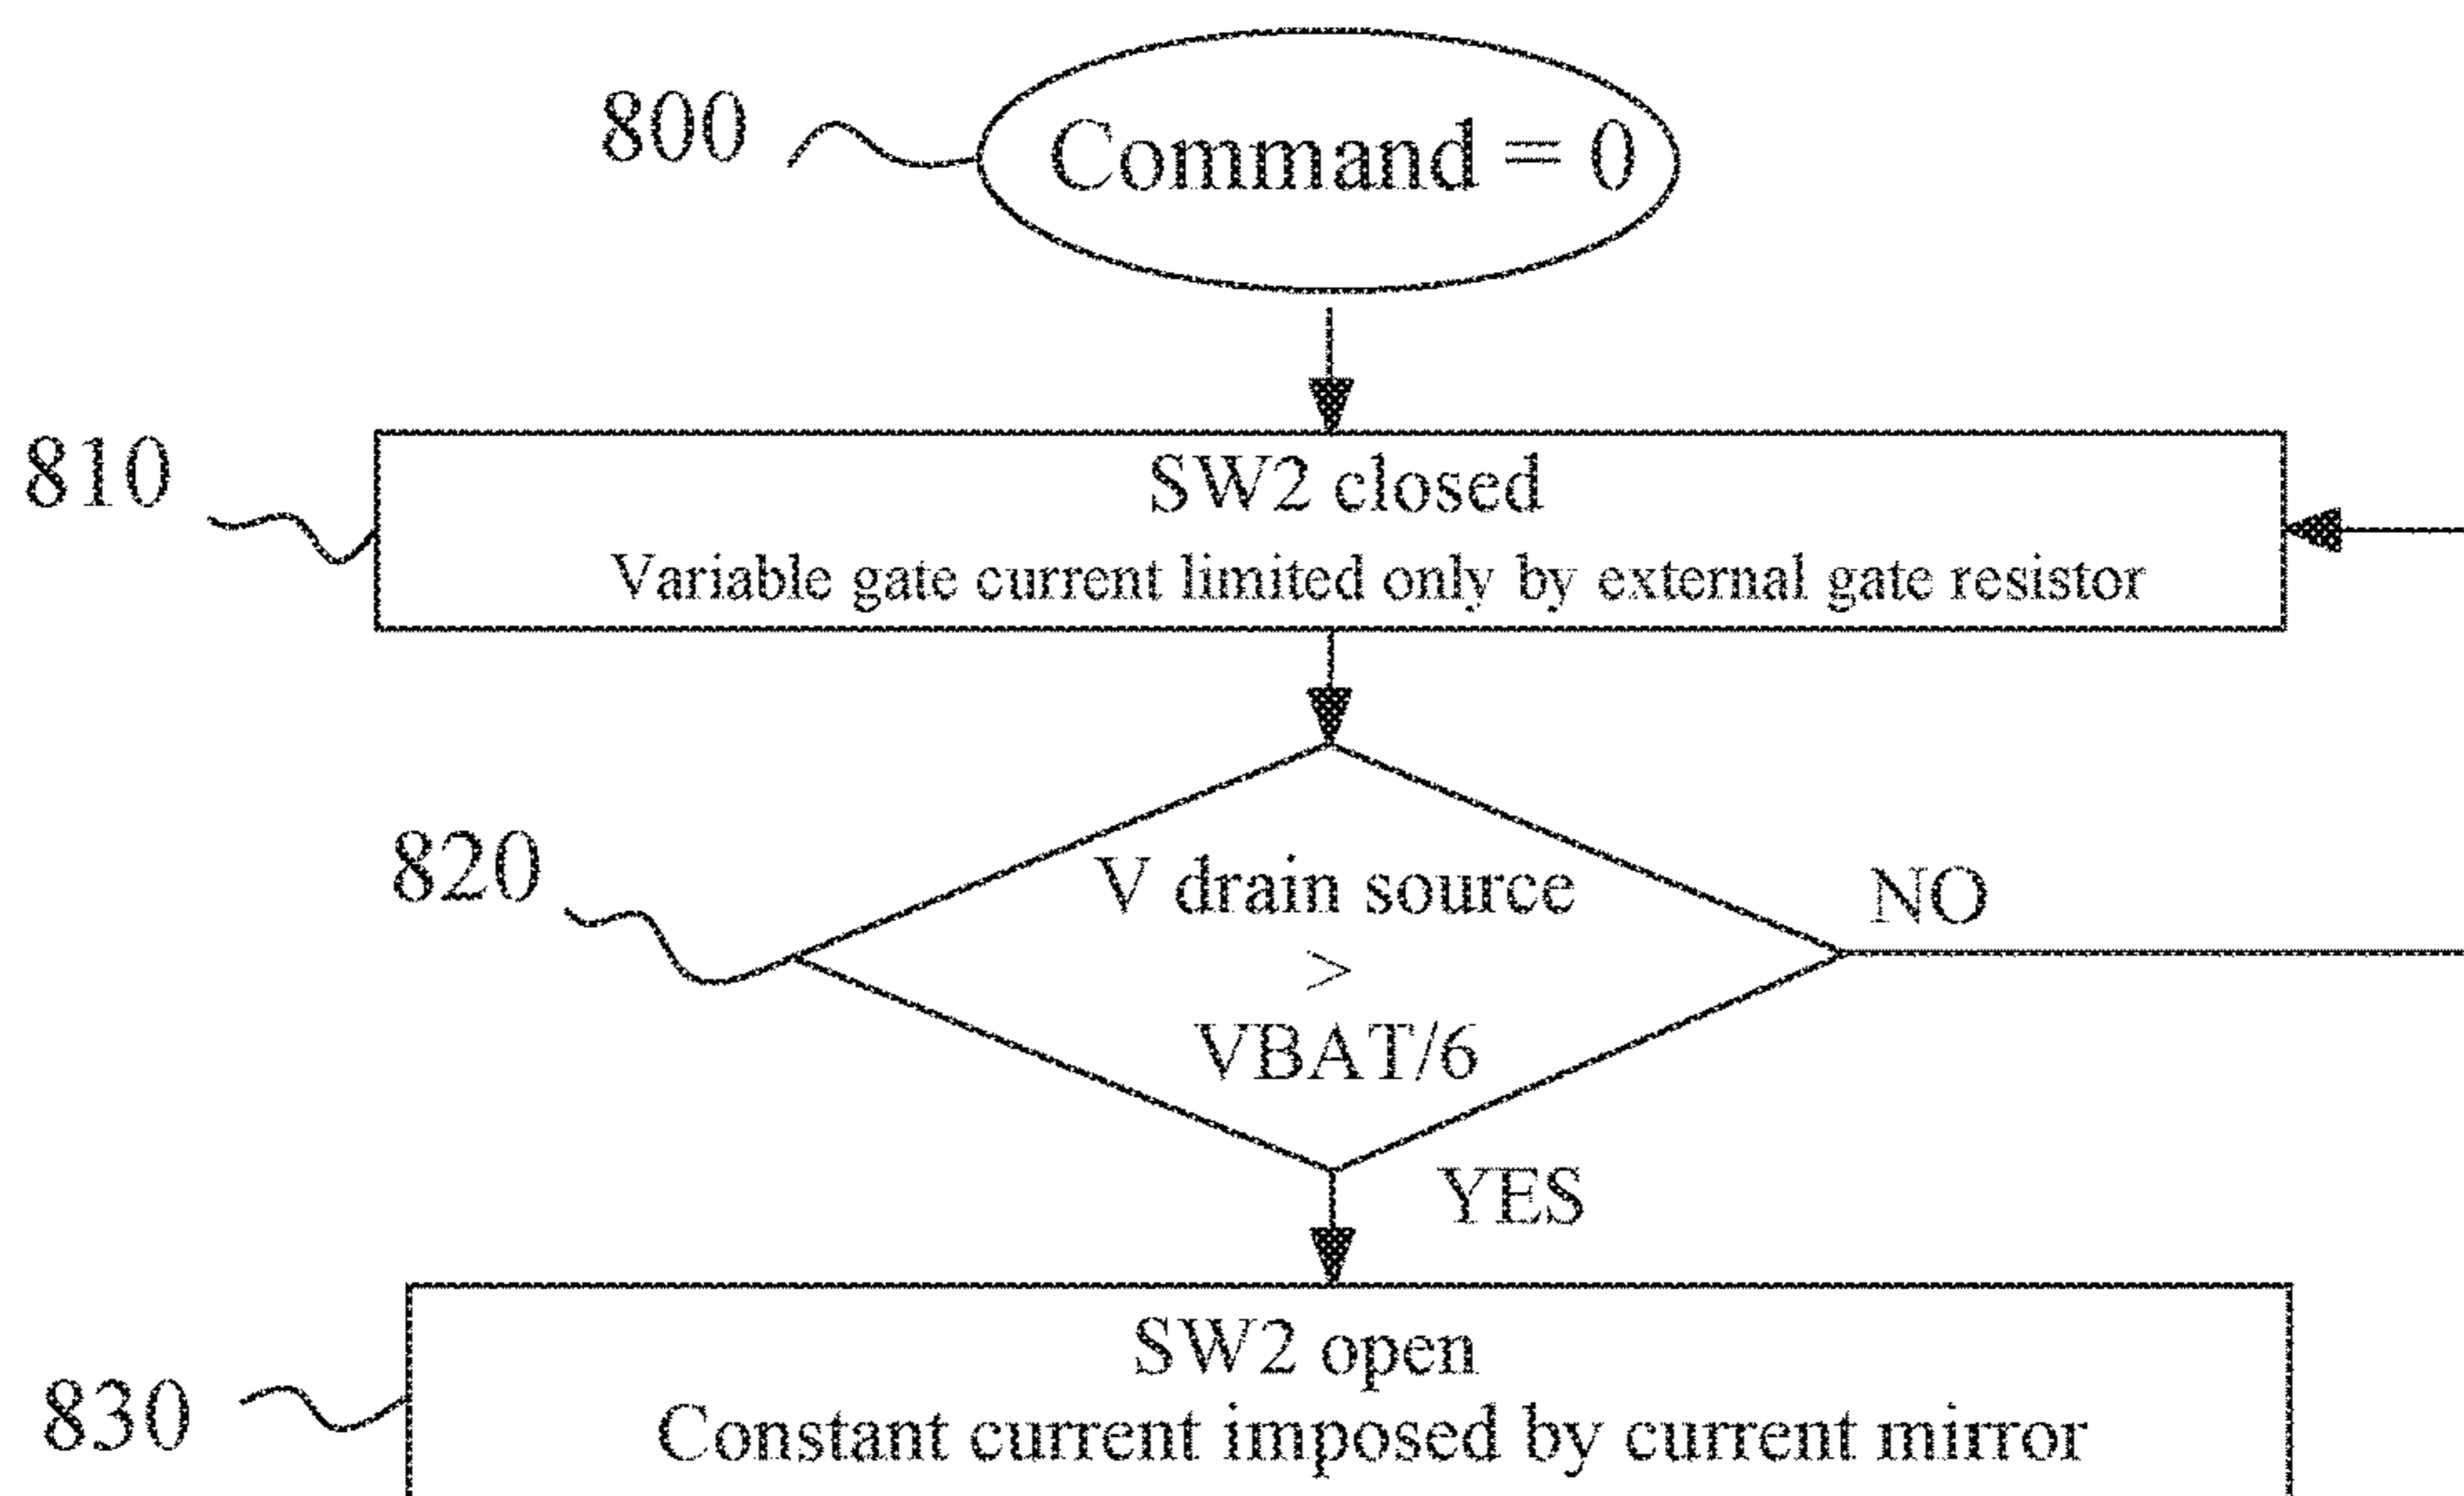 800
Command = 0
810
SW2 closed
Variable gate current limited only by external gate resistor
820
V drain source
>
VBAT/6
NO
YES
830
SW2 open
Constant current imposed by current mirror